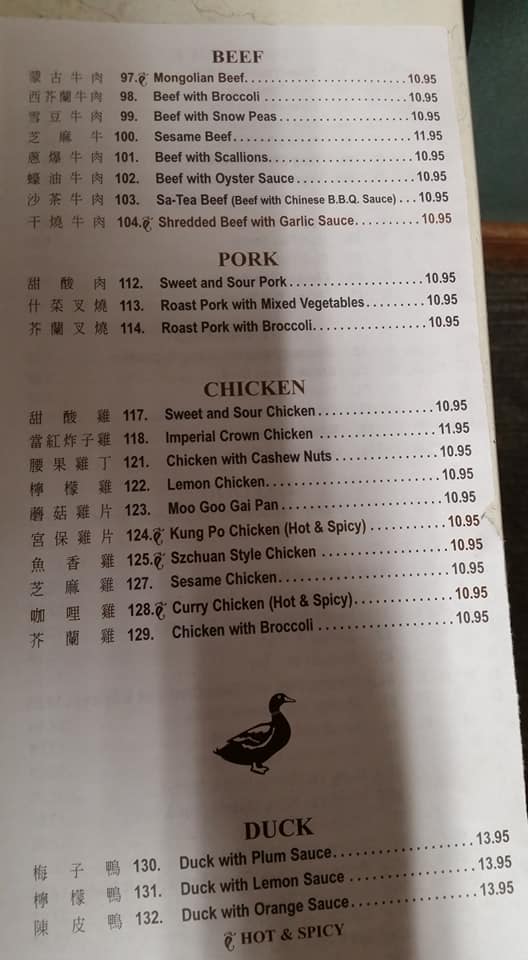 BEEF
蒙古牛肉 97. Mongolian Beef. 10.95
西芥蘭牛肉 98. Beef with Broccoli 10.95
雪豆牛肉 99. Beef with Snow Peas 10.95
芝麻牛 100. Sesame Beef. 11.95
蔥爆牛肉 101. Beef with Scallions. 10.95
蠔油牛肉 102. Beef with Oyster Sauce 10.95
沙茶牛肉 103. Sa-Tea Beef (Beef with Chinese B.B.Q. Sauce) 10.95
干燒牛肉 104. Shredded Beef with Garlic Sauce. 10.95
PORK
甜酸肉 112. Sweet and Sour Pork 10.95
什菜叉燒 113. Roast Pork with Mixed Vegetables 10.95
芥蘭叉燒 114. Roast Pork with Broccoli. 10.95
CHICKEN
甜酸雞 117. Sweet and Sour Chicken 10.95
當紅炸子雞 118. Imperial Crown Chicken 11.95
腰果雞丁 121. Chicken with Cashew Nuts 10.95
檸檬雞 122. Lemon Chicken. 10.95
蘑菇雞片 123. Moo Goo Gai Pan 10.95
宮保雞片 124. Kung Po Chicken (Hot & Spicy) 10.95
魚香雞 125. Szchuan Style Chicken 10.95
芝麻雞 127. Sesame Chicken. 10.95
咖哩雞 128. Curry Chicken (Hot & Spicy). 10.95
芥蘭雞 129. Chicken with Broccoli 10.95
DUCK
梅子鴨 130. Duck with Plum Sauce. 13.95
檸檬鴨 131. Duck with Lemon Sauce 13.95
陳皮鴨 132. Duck with Orange Sauce. 13.95
HOT & SPICY